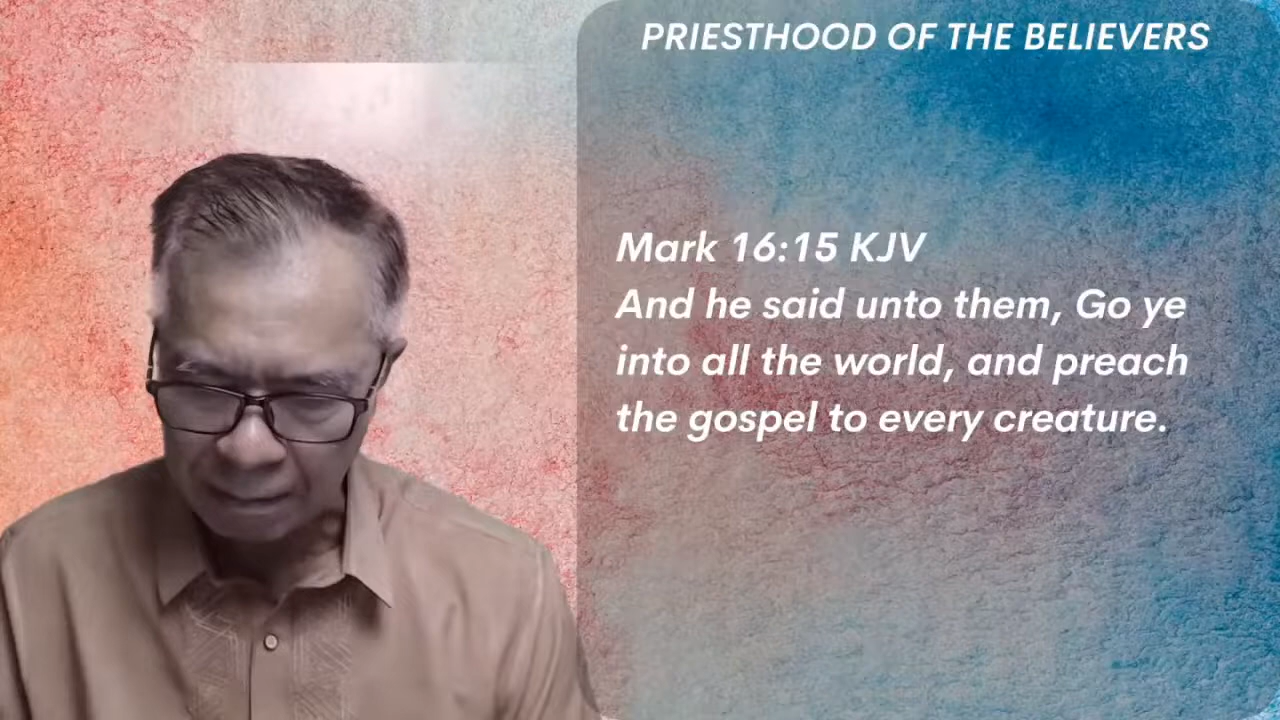 PRIESTHOOD OF THE BELIEVERS
Mark 16:15 KJV
And he said unto them, Go ye
into all the world, and preach
the gospel to every creature.